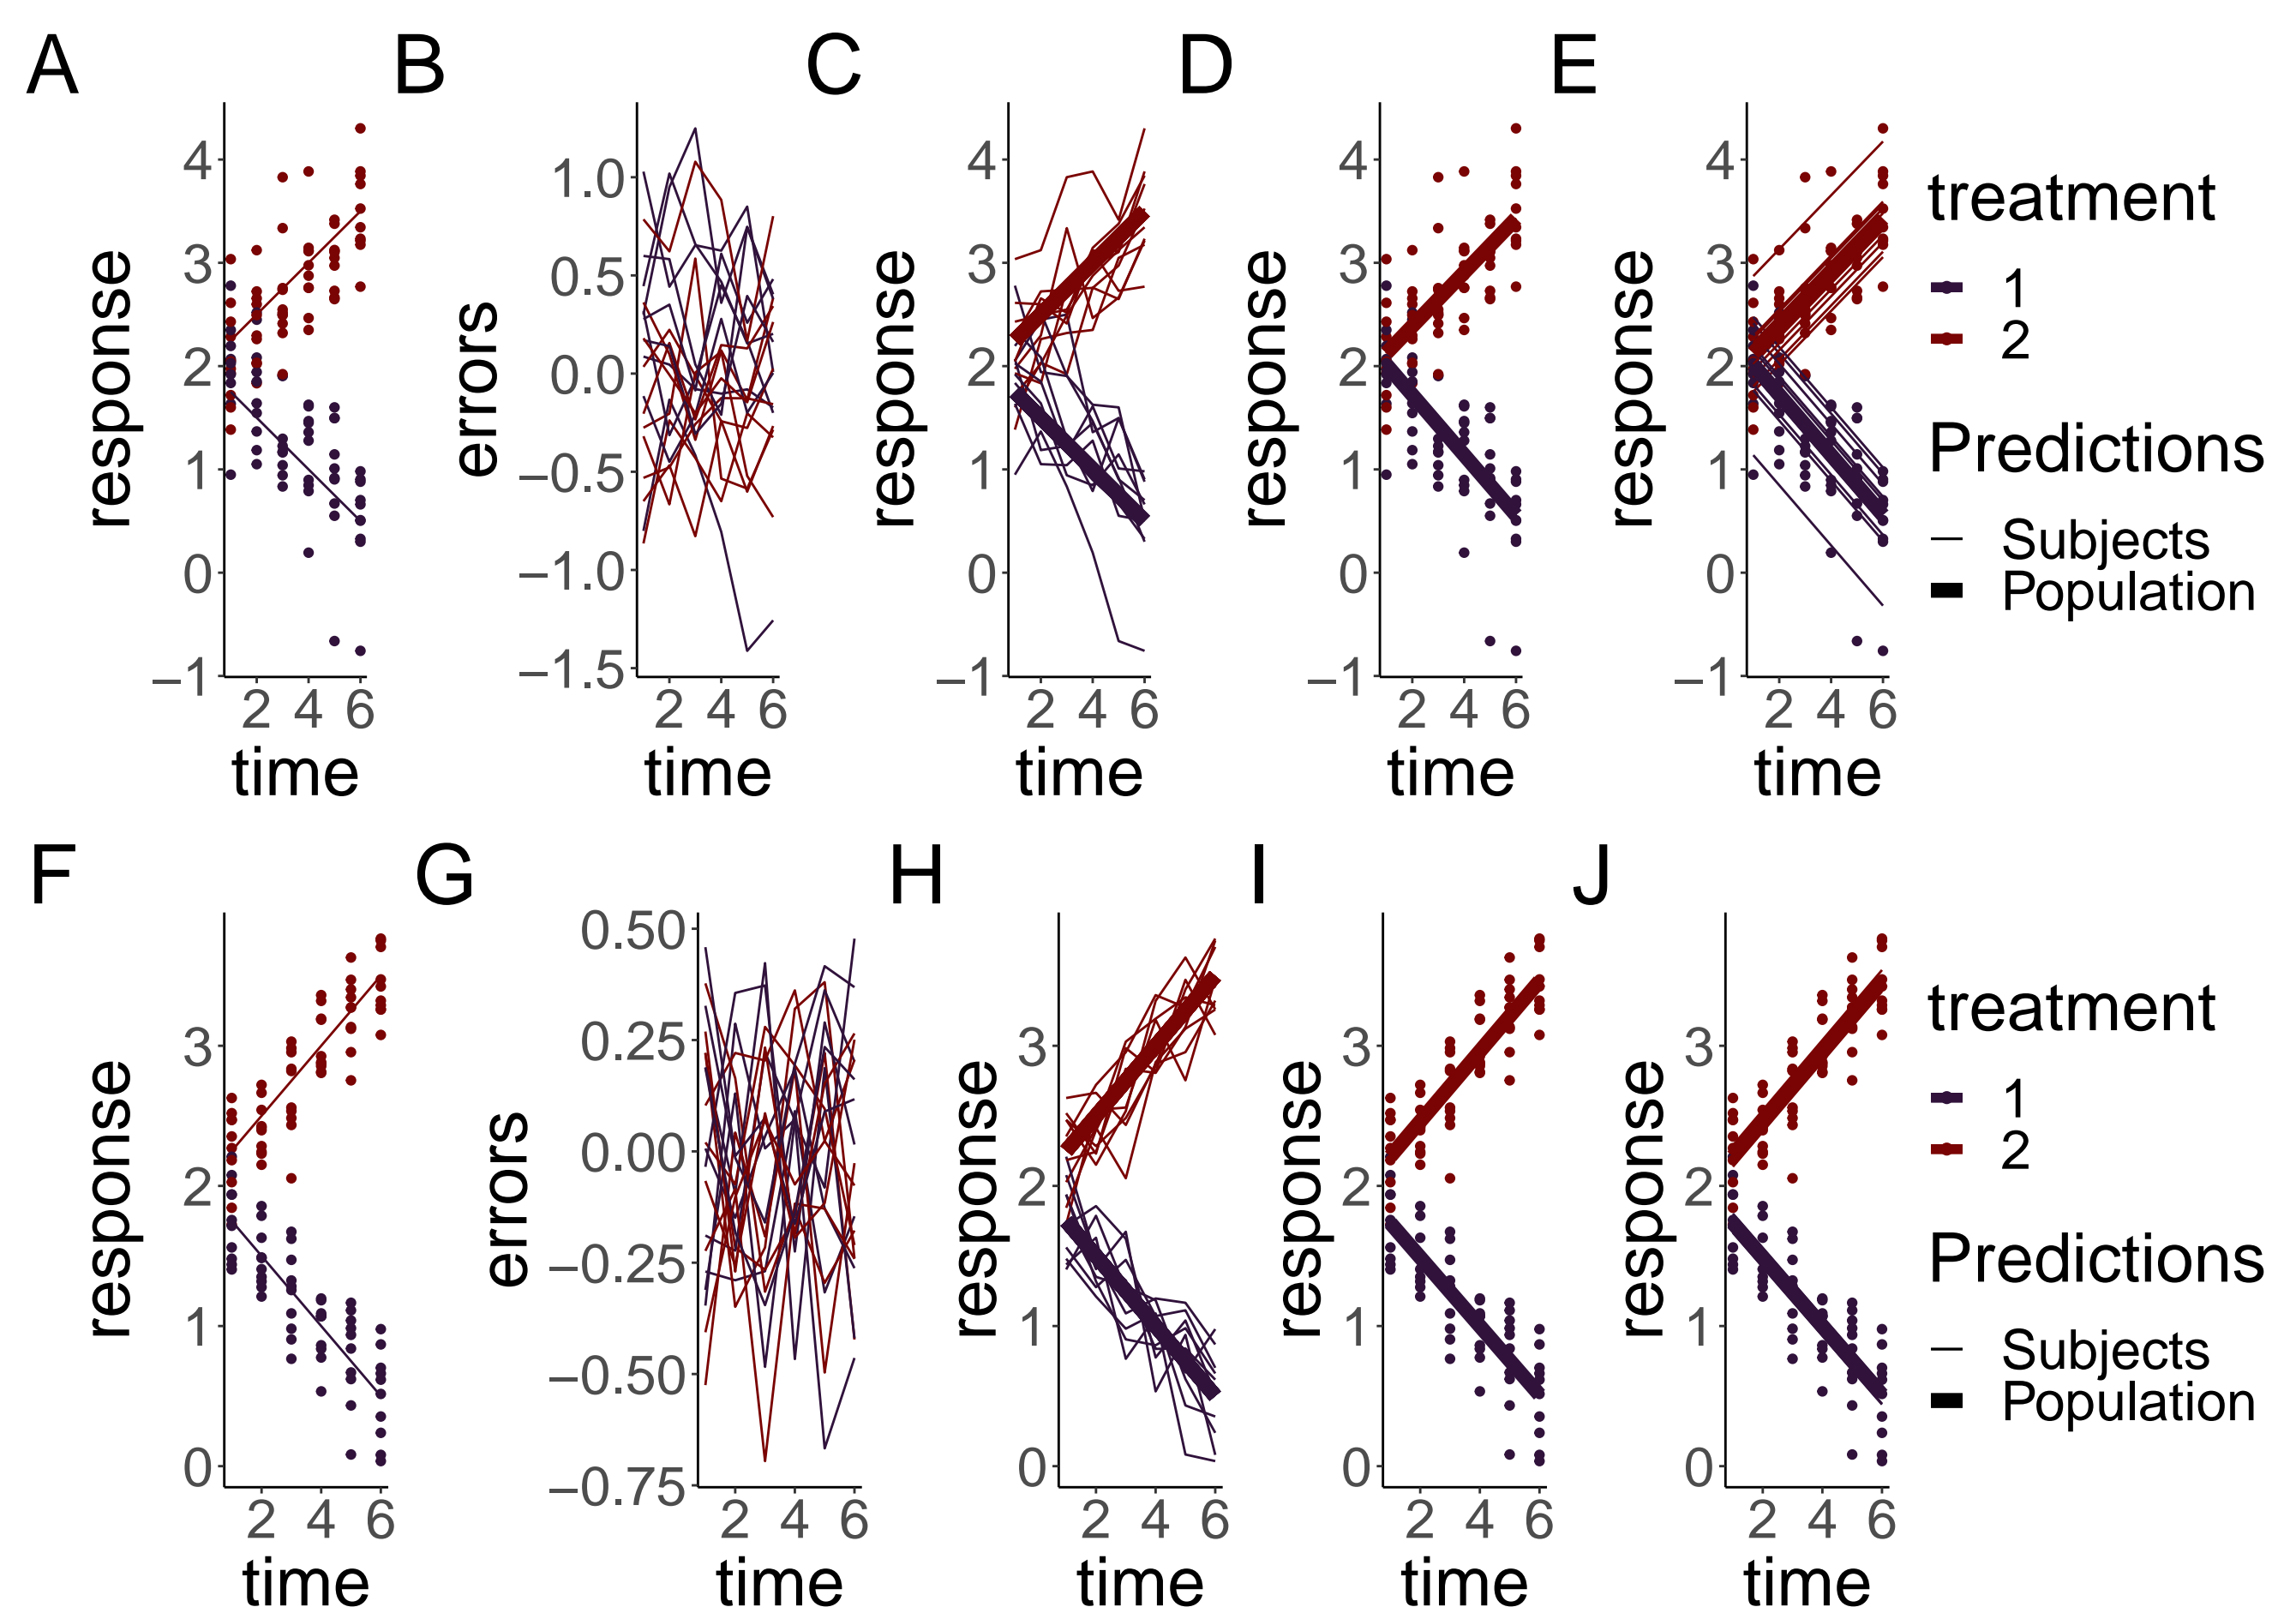 A B C D E
response
4
3
2
1
0
−1
2 4 6
time
errors
1.0
0.5
0.0
−0.5
−1.0
−1.5
2 4 6
time
response
4
3
2
1
0
−1
2 4 6
time
response
4
3
2
1
0
−1
2 4 6
time
response
4
3
2
1
0
−1
2 4 6
time
treatment
1
2
Predictions
Subjects
Population
F G H I J
response
3
2
1
0
2 4 6
time
errors
0.50
0.25
0.00
−0.25
−0.50
−0.75
2 4 6
time
response
3
2
1
0
2 4 6
time
response
3
2
1
0
2 4 6
time
response
3
2
1
0
2 4 6
time
treatment
1
2
Predictions
Subjects
Population